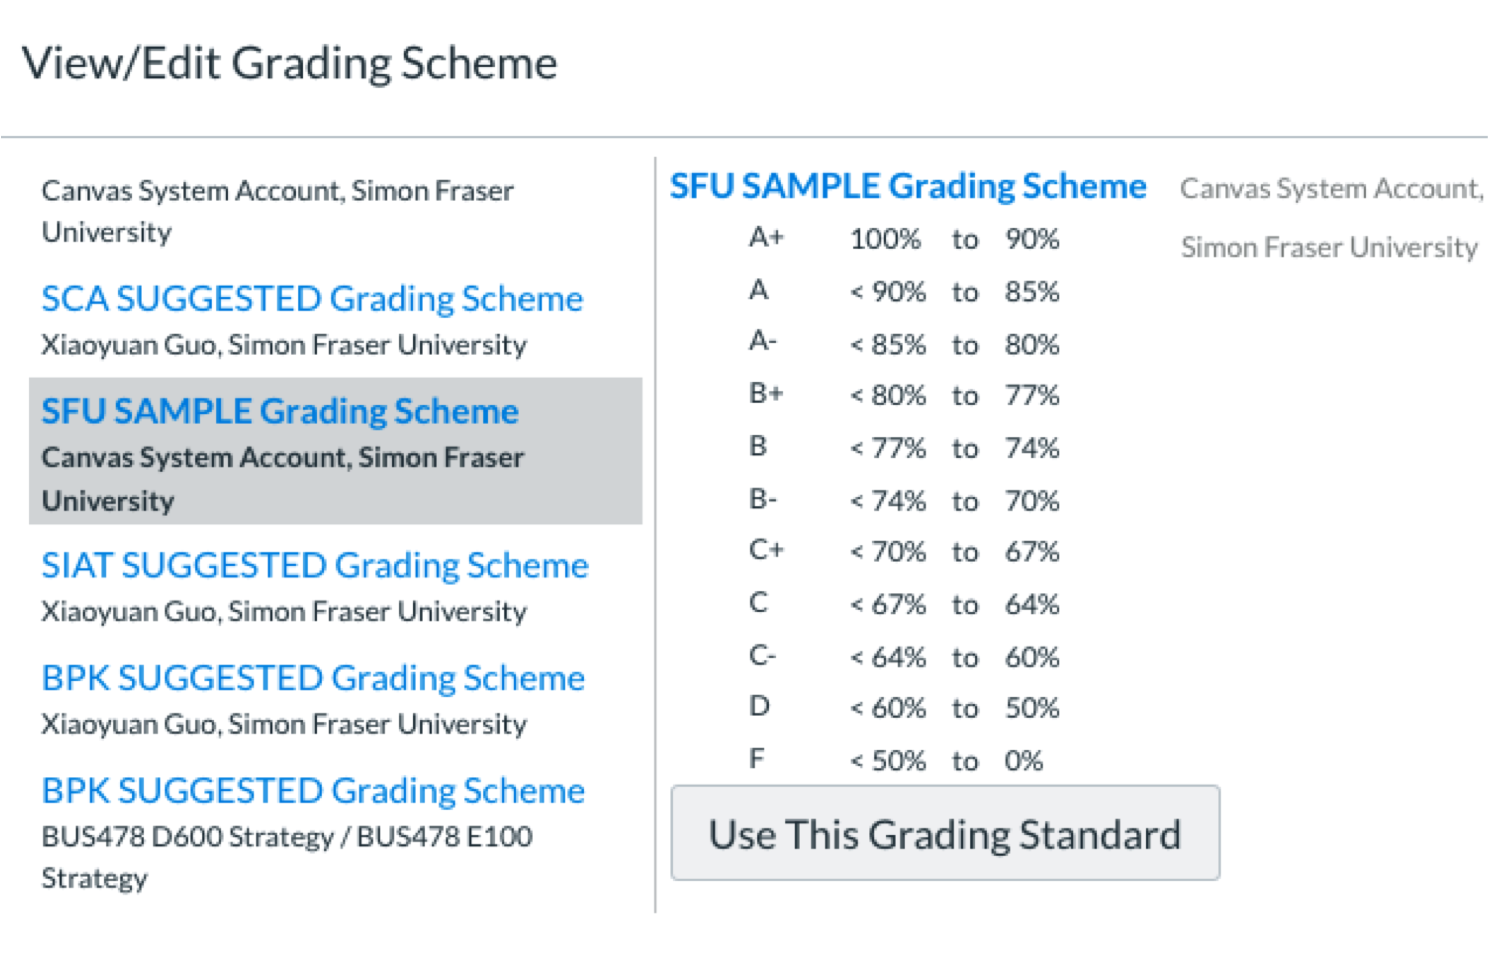 View/Edit Grading Scheme
Canvas System Account, Simon Fraser
University
SCA SUGGESTED Grading Scheme
Xiaoyuan Guo, Simon Fraser University
SFU SAMPLE Grading Scheme
Canvas System Account, Simon Fraser
University
SIAT SUGGESTED Grading Scheme
Xiaoyuan Guo, Simon Fraser University
BPK SUGGESTED Grading Scheme
Xiaoyuan Guo, Simon Fraser University
BPK SUGGESTED Grading Scheme
BUS478 D600 Strategy / BUS478 E100
Strategy
SFU SAMPLE Grading Scheme Canvas System Account,
Simon Fraser University
A+ 100% to 90%
A < 90% to 85%
A- < 85% to 80%
B+ < 80% to 77%
B < 77% to 74%
B- < 74% to 70%
C+ < 70% to 67%
C < 67% to 64%
C- < 64% to 60%
D < 60% to 50%
F < 50% to 0%
Use This Grading Standard